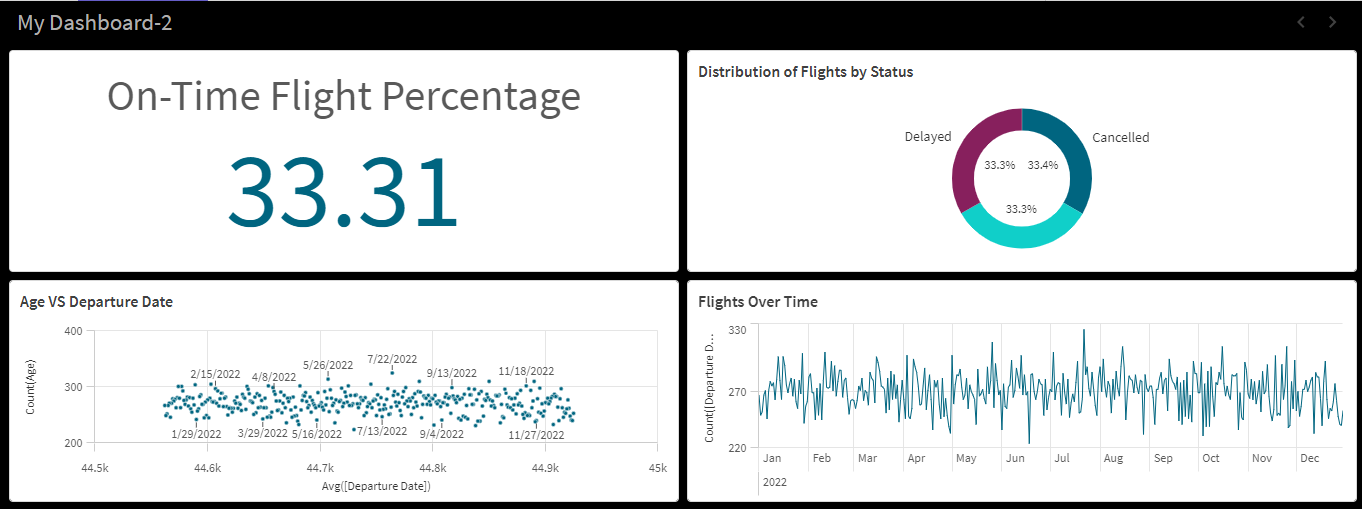 My Dashboard-2
On-Time Flight Percentage
33.31
Distribution of Flights by Status
Delayed
Cancelled
33.3%
33.4%
33.3%
Age VS Departure Date
Count(Age)
400
300
200
2/15/2022
4/8/2022
5/26/2022
7/22/2022
9/13/2022
11/18/2022
1/29/2022
3/29/2022
5/16/2022
7/13/2022
9/4/2022
11/27/2022
44.5k
44.6k
44.7k
44.8k
44.9k
45k
Avg([Departure Date])
Flights Over Time
Count([Departure D...
330
270
220
Jan
Feb
Mar
Apr
May
Jun
Jul
Aug
Sep
Oct
Nov
Dec
2022